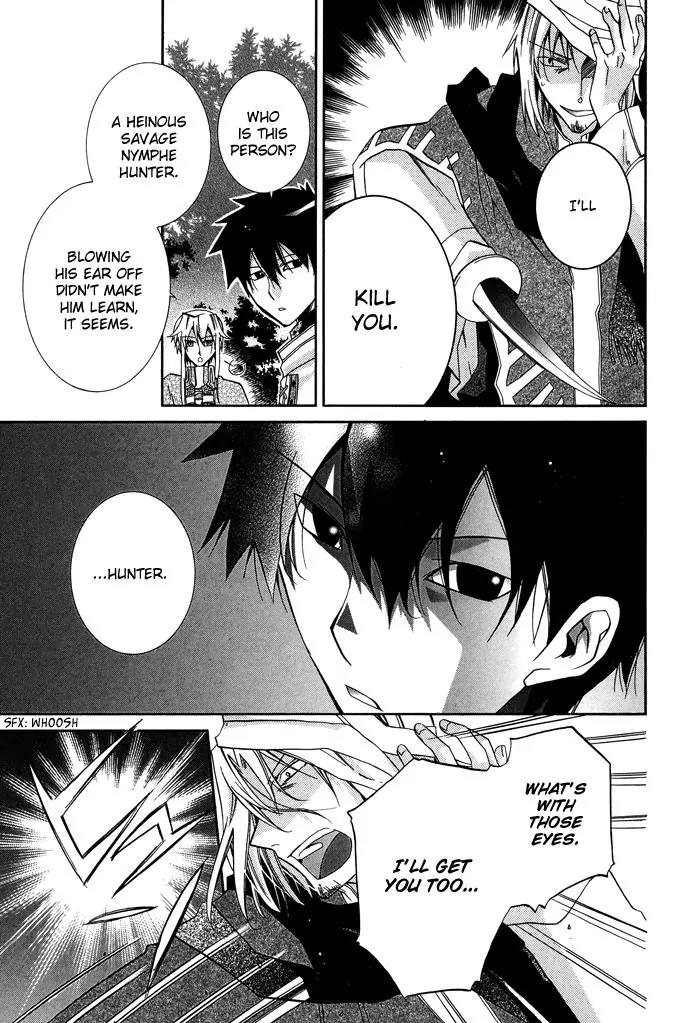 I'LL
KILL
YOU.
WHO
IS THIS
PERSON?
A HEINOUS
SAVAGE
NYMPHE
HUNTER.
BLOWING
HIS EAR OFF
DIDN'T MAKE
HIM LEARN,
IT SEEMS.
...HUNTER.
WHAT'S
WITH
THOSE
EYES.
I'LL GET
YOU TOO...
SFX: WHOOSH